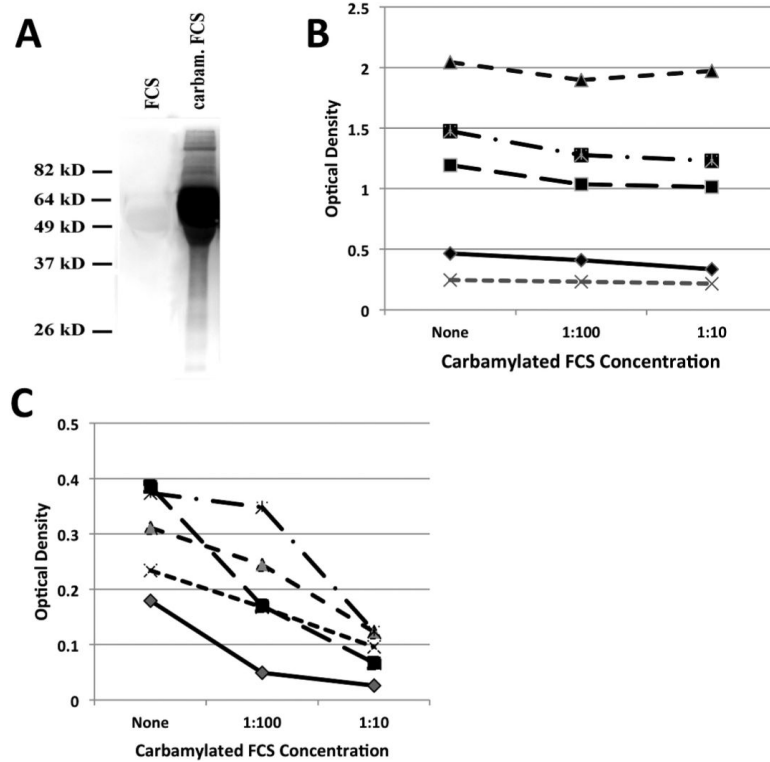 A
FCS
carbam. FCS
82 kD
64 kD
49 kD
37 kD
26 kD
B
2.5
2
1.5
1
0.5
0
Optical Density
None
1:100
1:10
Carbamylated FCS Concentration
C
0.5
0.4
0.3
0.2
0.1
0
Optical Density
None
1:100
1:10
Carbamylated FCS Concentration